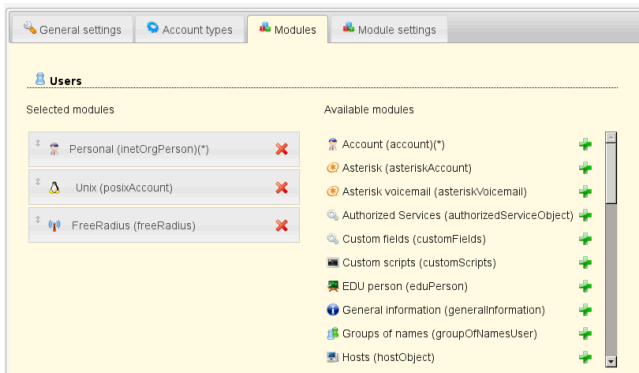 General settings
Account types
Modules
Module settings
Users
Selected modules
Personal (inetOrgPerson)(*)
Unix (posixAccount)
FreeRadius (freeRadius)
Available modules
Account (account)(*)
Asterisk (asteriskAccount)
Asterisk voicemail (asteriskVoicemail)
Authorized Services (authorizedServiceObject)
Custom fields (customFields)
Custom scripts (customScripts)
EDU person (eduPerson)
General information (generalInformation)
Groups of names (groupOfNamesUser)
Hosts (hostObject)